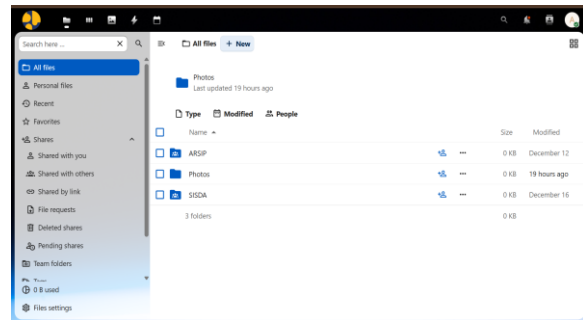 Search here ...
All files
Personal files
Recent
Favorites
Shares
Shared with you
Shared with others
Shared by link
File requests
Deleted shares
Pending shares
Team folders
0 B used
Files settings
All files + New
Photos
Last updated 19 hours ago
Type Modified People
Name Size Modified
ARSIP 0 KB December 12
Photos 0 KB 19 hours ago
SISDA 0 KB December 16
3 folders 0 KB